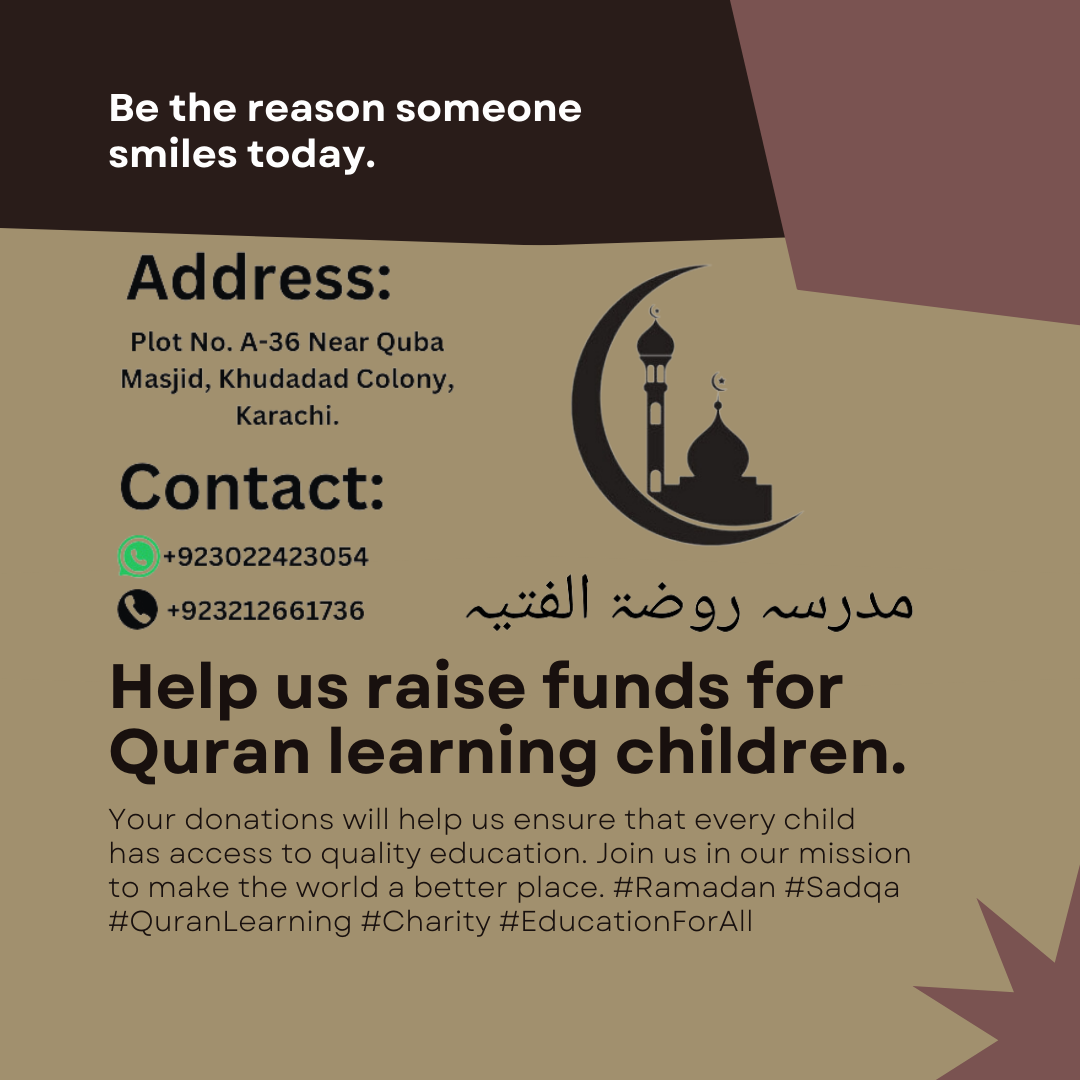 Be the reason someone
smiles today.
Address:
Plot No. A-36 Near Quba
Masjid, Khudadad Colony,
Karachi.
Contact:
+923022423054
+923212661736
مدرسہ روضۃ الفتیہ
Help us raise funds for
Quran learning children.
Your donations will help us ensure that every child
has access to quality education. Join us in our mission
to make the world a better place. #Ramadan #Sadqa
#QuranLearning #Charity #EducationForAll